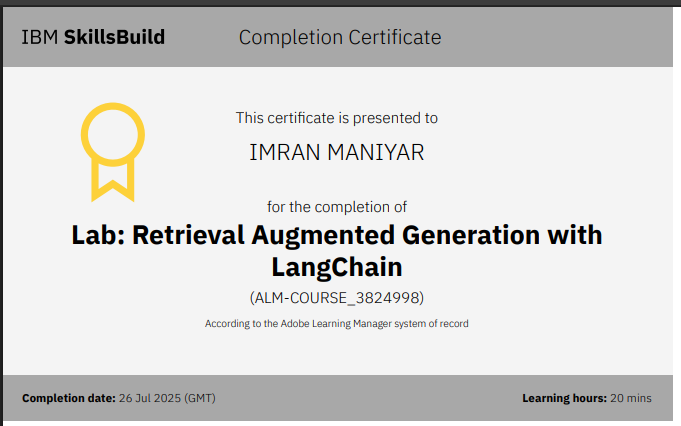 IBM SkillsBuild
Completion Certificate
This certificate is presented to
IMRAN MANIYAR
for the completion of
Lab: Retrieval Augmented Generation with
LangChain
(ALM-COURSE_3824998)
According to the Adobe Learning Manager system of record
Completion date: 26 Jul 2025 (GMT)
Learning hours: 20 mins